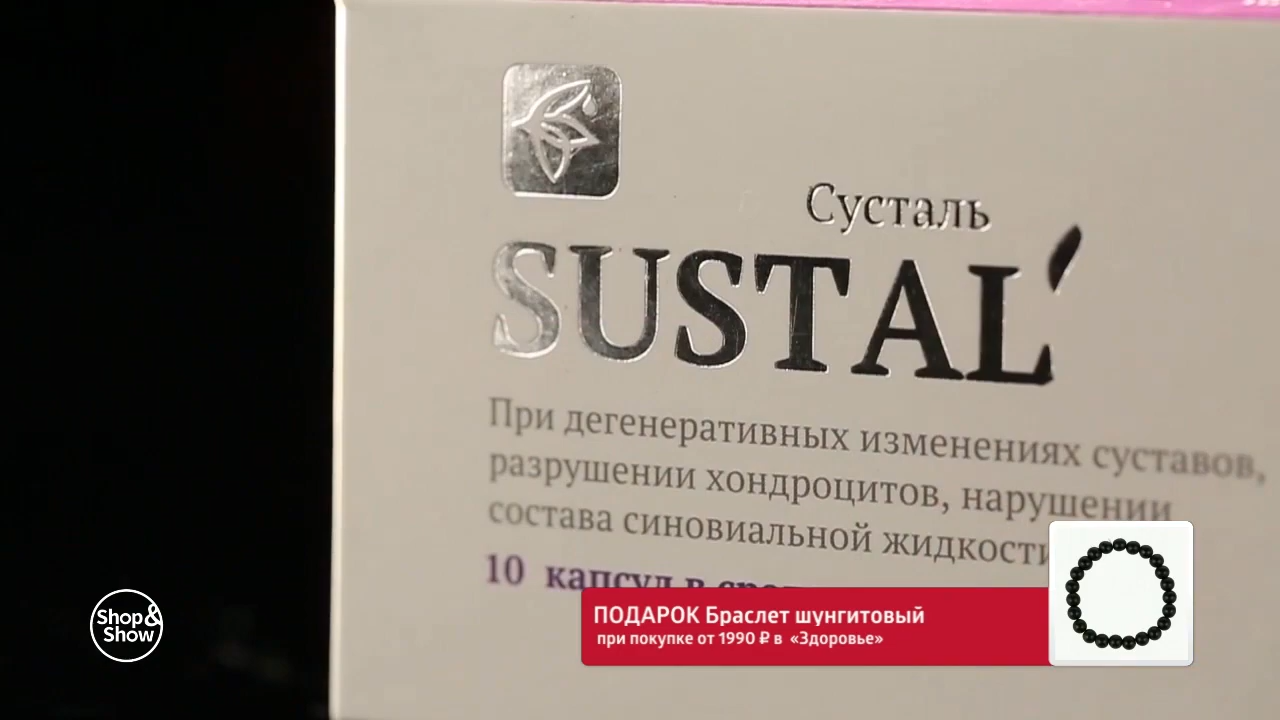 Сусталь
SUSTAL'
При дегенеративных изменениях суставов,
разрушении хондроцитов, нарушении
состава синовиальной жидкости
10 капсул в
ПОДАРОК Браслет шунгитовый
при покупке от 1990 ₽ в «Здоровье»
Shop&
Show